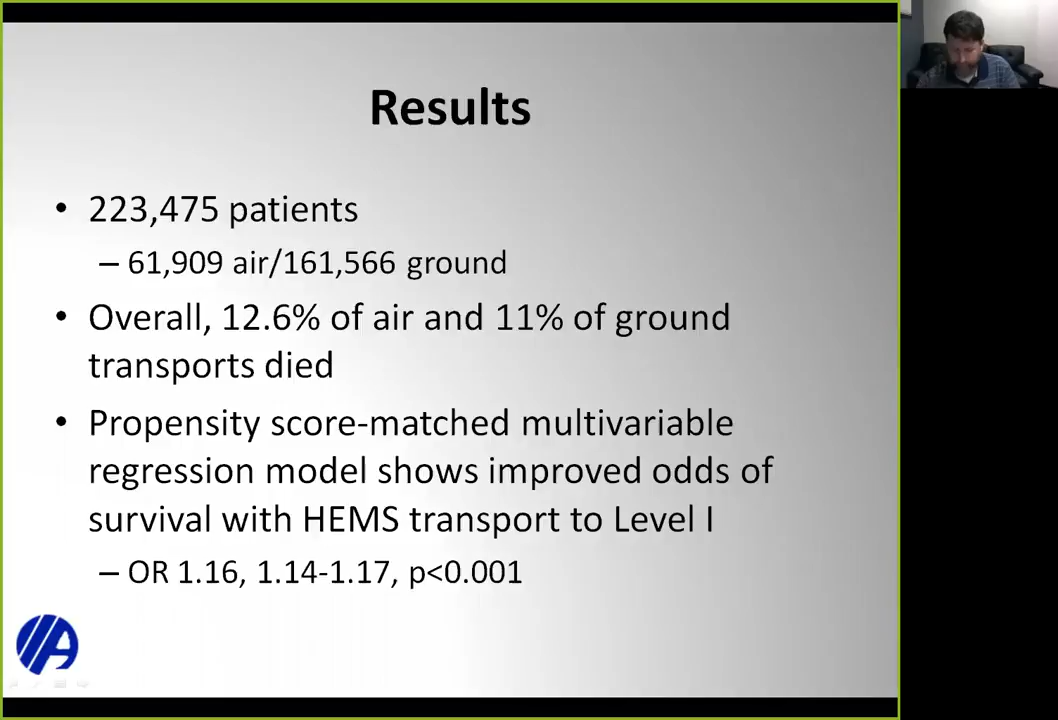 Results
• 223,475 patients
– 61,909 air/161,566 ground
• Overall, 12.6% of air and 11% of ground
transports died
• Propensity score-matched multivariable
regression model shows improved odds of
survival with HEMS transport to Level I
– OR 1.16, 1.14-1.17, p<0.001